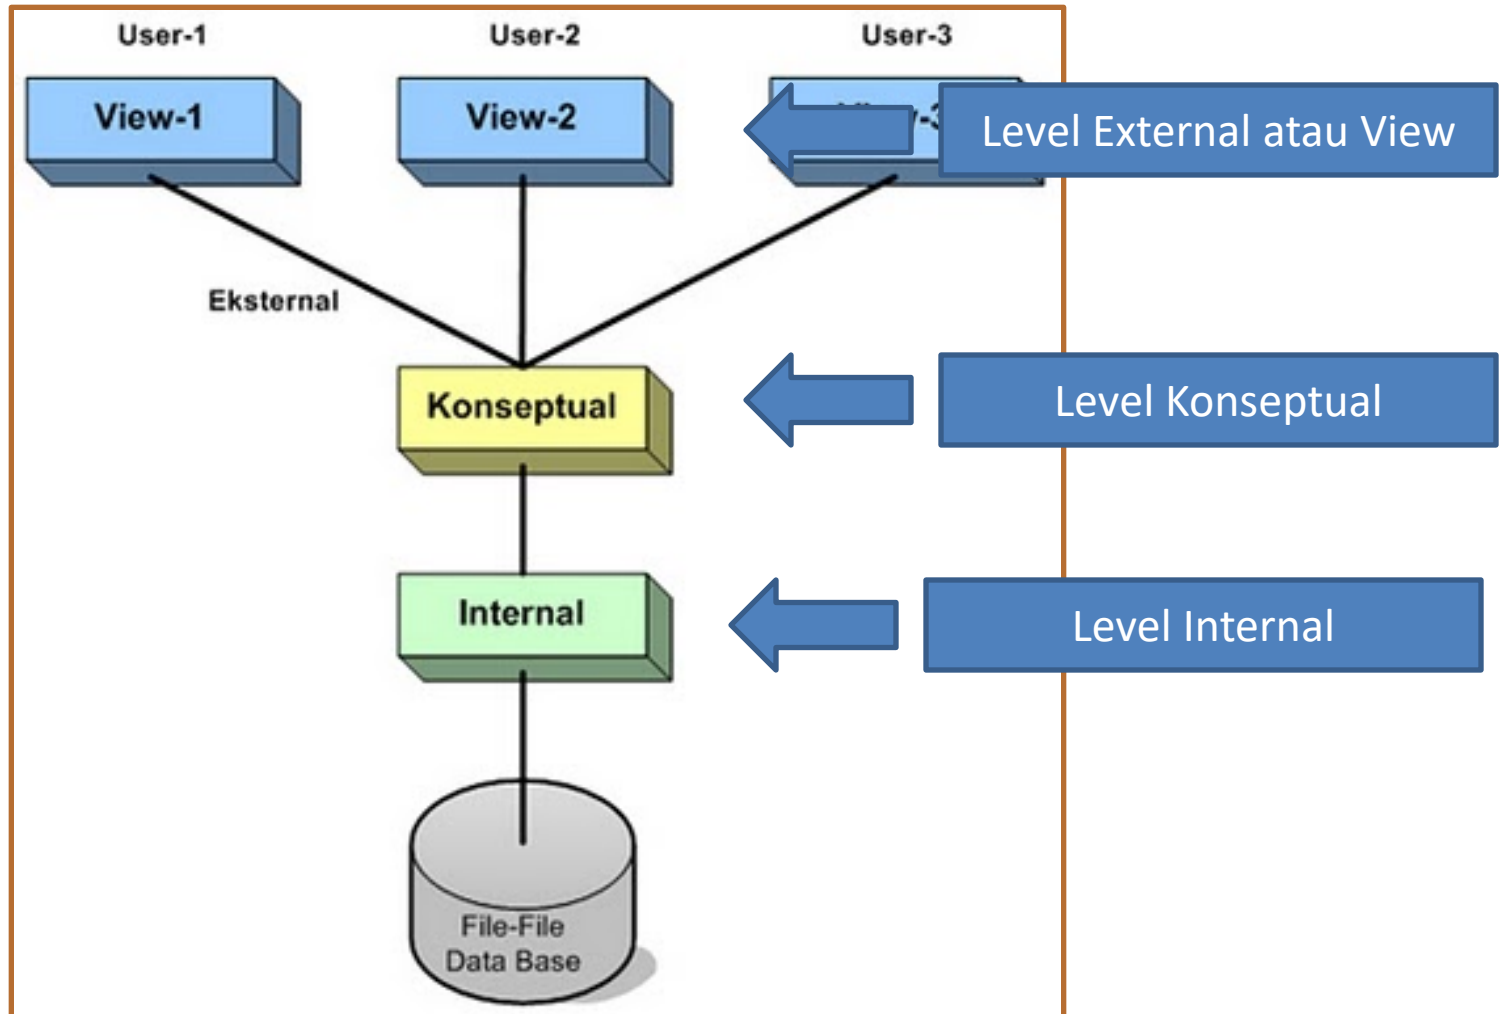 User-1
User-2
User-3
View-1
View-2
Level External atau View
Eksternal
Konseptual
Level Konseptual
Internal
Level Internal
File-File
Data Base